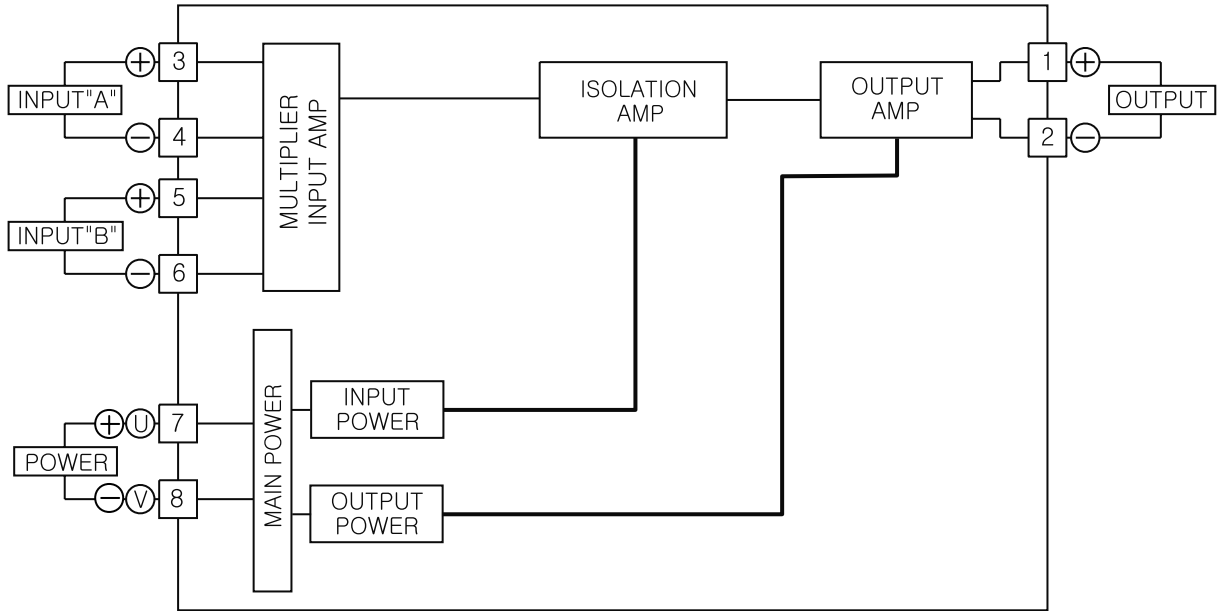 3
+
INPUT"A"
4
−
5
+
INPUT"B"
6
−
MULTIPLIER
INPUT AMP
ISOLATION
AMP
OUTPUT
AMP
1
+
OUTPUT
2
−
+
U
7
POWER
−
V
8
MAIN POWER
INPUT
POWER
OUTPUT
POWER